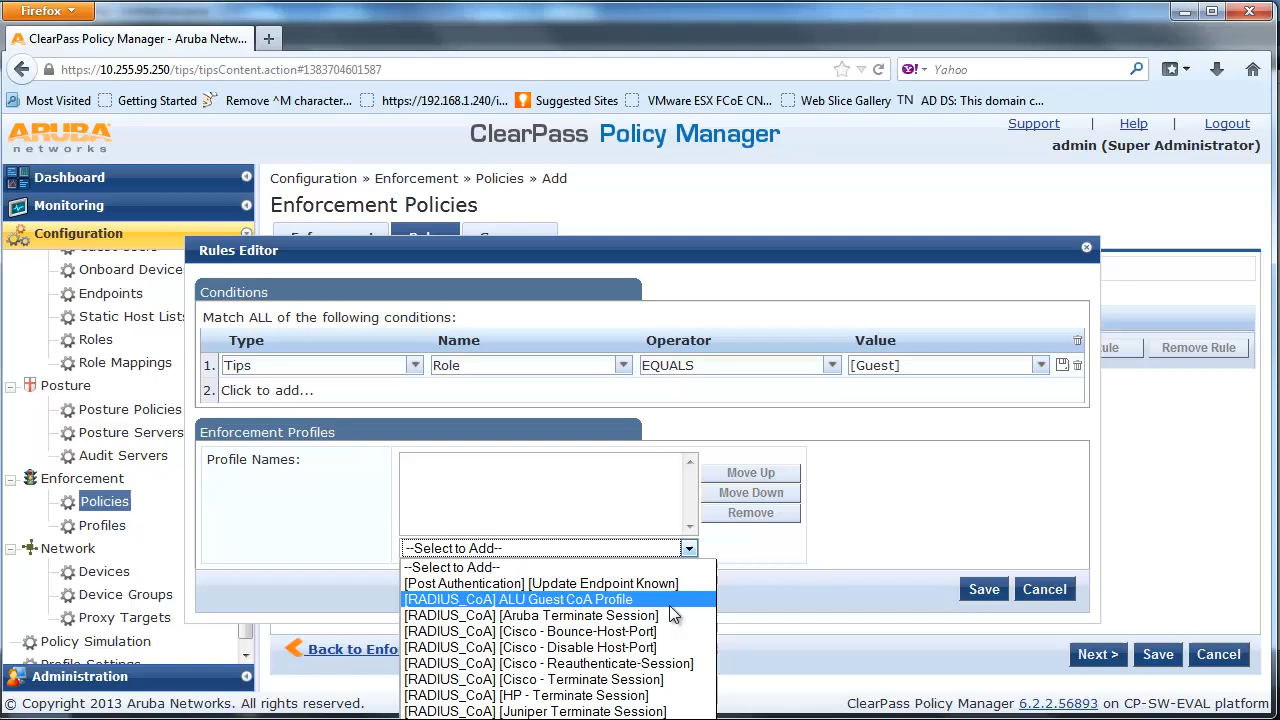 Firefox
ClearPass Policy Manager - Aruba Netw...
https://10.255.95.250/tips/tipsContent.action#1383704601587
Yahoo
Most Visited
Getting Started
Remove ^M character...
https://192.168.1.240/i...
Suggested Sites
VMware ESX FCoE CN...
Web Slice Gallery
TN AD DS: This domain c...
ARUBA
networks
ClearPass Policy Manager
Support | Help | Logout
admin (Super Administrator)
Dashboard
Monitoring
Configuration
Onboard Device
Endpoints
Static Host Lists
Roles
Role Mappings
Posture
Posture Policies
Posture Servers
Audit Servers
Enforcement
Policies
Profiles
Network
Devices
Device Groups
Proxy Targets
Policy Simulation
Administration
Configuration » Enforcement » Policies » Add
Enforcement Policies
Rules Editor
Conditions
Match ALL of the following conditions:
Type Name Operator Value
1. Tips Role EQUALS [Guest]
2. Click to add...
Enforcement Profiles
Profile Names:
Move Up
Move Down
Remove
--Select to Add--
--Select to Add--
[Post Authentication] [Update Endpoint Known]
[RADIUS_CoA] ALU Guest CoA Profile
[RADIUS_CoA] [Aruba Terminate Session]
[RADIUS_CoA] [Cisco - Bounce-Host-Port]
[RADIUS_CoA] [Cisco - Disable Host-Port]
[RADIUS_CoA] [Cisco - Reauthenticate-Session]
[RADIUS_CoA] [Cisco - Terminate Session]
[RADIUS_CoA] [HP - Terminate Session]
[RADIUS_CoA] [Juniper Terminate Session]
Save
Cancel
Remove Rule
Back to Enfo
Next >
Save
Cancel
© Copyright 2013 Aruba Networks. All rights reserved.
ClearPass Policy Manager 6.2.2.56893 on CP-SW-EVAL platform